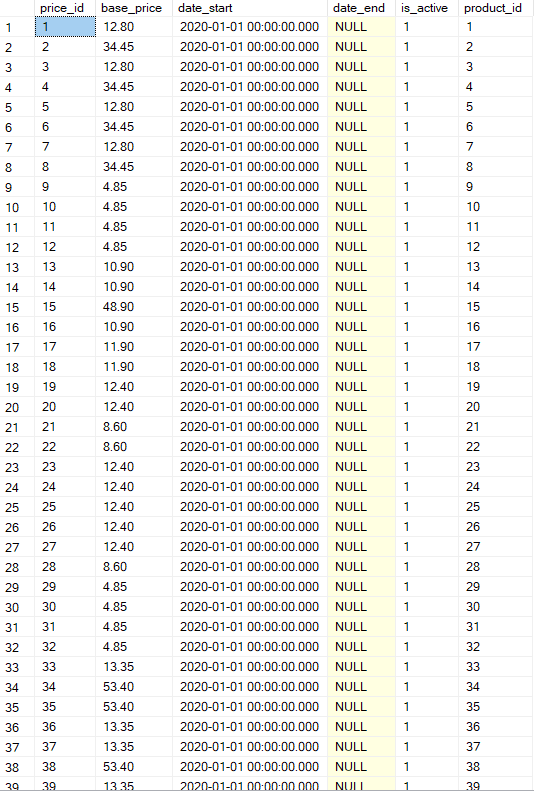 price_id base_price date_start date_end is_active product_id
1 1 12.80 2020-01-01 00:00:00.000 NULL 1 1
2 2 34.45 2020-01-01 00:00:00.000 NULL 1 2
3 3 12.80 2020-01-01 00:00:00.000 NULL 1 3
4 4 34.45 2020-01-01 00:00:00.000 NULL 1 4
5 5 12.80 2020-01-01 00:00:00.000 NULL 1 5
6 6 34.45 2020-01-01 00:00:00.000 NULL 1 6
7 7 12.80 2020-01-01 00:00:00.000 NULL 1 7
8 8 34.45 2020-01-01 00:00:00.000 NULL 1 8
9 9 4.85 2020-01-01 00:00:00.000 NULL 1 9
10 10 4.85 2020-01-01 00:00:00.000 NULL 1 10
11 11 4.85 2020-01-01 00:00:00.000 NULL 1 11
12 12 4.85 2020-01-01 00:00:00.000 NULL 1 12
13 13 10.90 2020-01-01 00:00:00.000 NULL 1 13
14 14 10.90 2020-01-01 00:00:00.000 NULL 1 14
15 15 48.90 2020-01-01 00:00:00.000 NULL 1 15
16 16 10.90 2020-01-01 00:00:00.000 NULL 1 16
17 17 11.90 2020-01-01 00:00:00.000 NULL 1 17
18 18 11.90 2020-01-01 00:00:00.000 NULL 1 18
19 19 12.40 2020-01-01 00:00:00.000 NULL 1 19
20 20 12.40 2020-01-01 00:00:00.000 NULL 1 20
21 21 8.60 2020-01-01 00:00:00.000 NULL 1 21
22 22 8.60 2020-01-01 00:00:00.000 NULL 1 22
23 23 12.40 2020-01-01 00:00:00.000 NULL 1 23
24 24 12.40 2020-01-01 00:00:00.000 NULL 1 24
25 25 12.40 2020-01-01 00:00:00.000 NULL 1 25
26 26 12.40 2020-01-01 00:00:00.000 NULL 1 26
27 27 12.40 2020-01-01 00:00:00.000 NULL 1 27
28 28 8.60 2020-01-01 00:00:00.000 NULL 1 28
29 29 4.85 2020-01-01 00:00:00.000 NULL 1 29
30 30 4.85 2020-01-01 00:00:00.000 NULL 1 30
31 31 4.85 2020-01-01 00:00:00.000 NULL 1 31
32 32 4.85 2020-01-01 00:00:00.000 NULL 1 32
33 33 13.35 2020-01-01 00:00:00.000 NULL 1 33
34 34 53.40 2020-01-01 00:00:00.000 NULL 1 34
35 35 53.40 2020-01-01 00:00:00.000 NULL 1 35
36 36 13.35 2020-01-01 00:00:00.000 NULL 1 36
37 37 13.35 2020-01-01 00:00:00.000 NULL 1 37
38 38 53.40 2020-01-01 00:00:00.000 NULL 1 38
39 39 13.35 2020-01-01 00:00:00.000 NULL 1 39